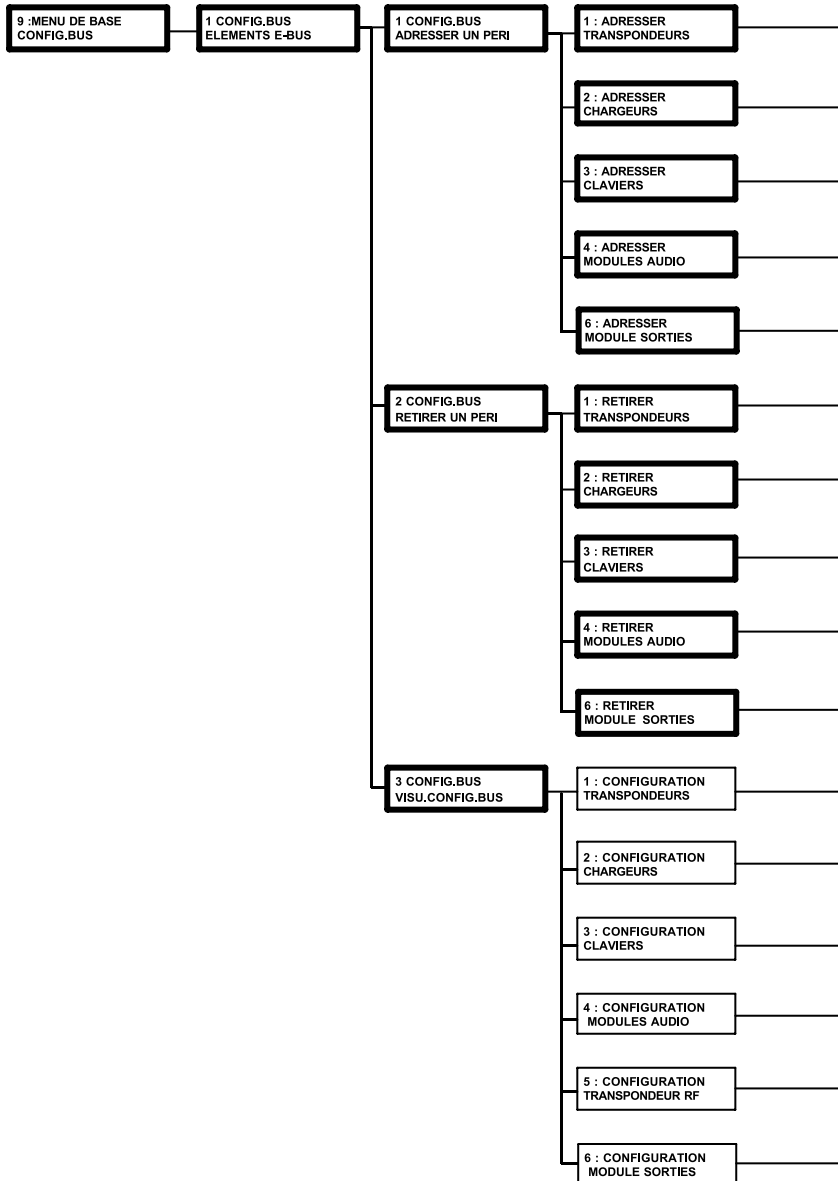 9 :MENU DE BASE
CONFIG.BUS
1 CONFIG.BUS
ELEMENTS E-BUS
1 CONFIG.BUS
ADRESSER UN PERI
1 : ADRESSER
TRANSPONDEURS
2 : ADRESSER
CHARGEURS
3 : ADRESSER
CLAVIERS
4 : ADRESSER
MODULES AUDIO
6 : ADRESSER
MODULE SORTIES
2 CONFIG.BUS
RETIRER UN PERI
1 : RETIRER
TRANSPONDEURS
2 : RETIRER
CHARGEURS
3 : RETIRER
CLAVIERS
4 : RETIRER
MODULES AUDIO
6 : RETIRER
MODULE SORTIES
3 CONFIG.BUS
VISU.CONFIG.BUS
1 : CONFIGURATION
TRANSPONDEURS
2 : CONFIGURATION
CHARGEURS
3 : CONFIGURATION
CLAVIERS
4 : CONFIGURATION
MODULES AUDIO
5 : CONFIGURATION
TRANSPONDEUR RF
6 : CONFIGURATION
MODULE SORTIES